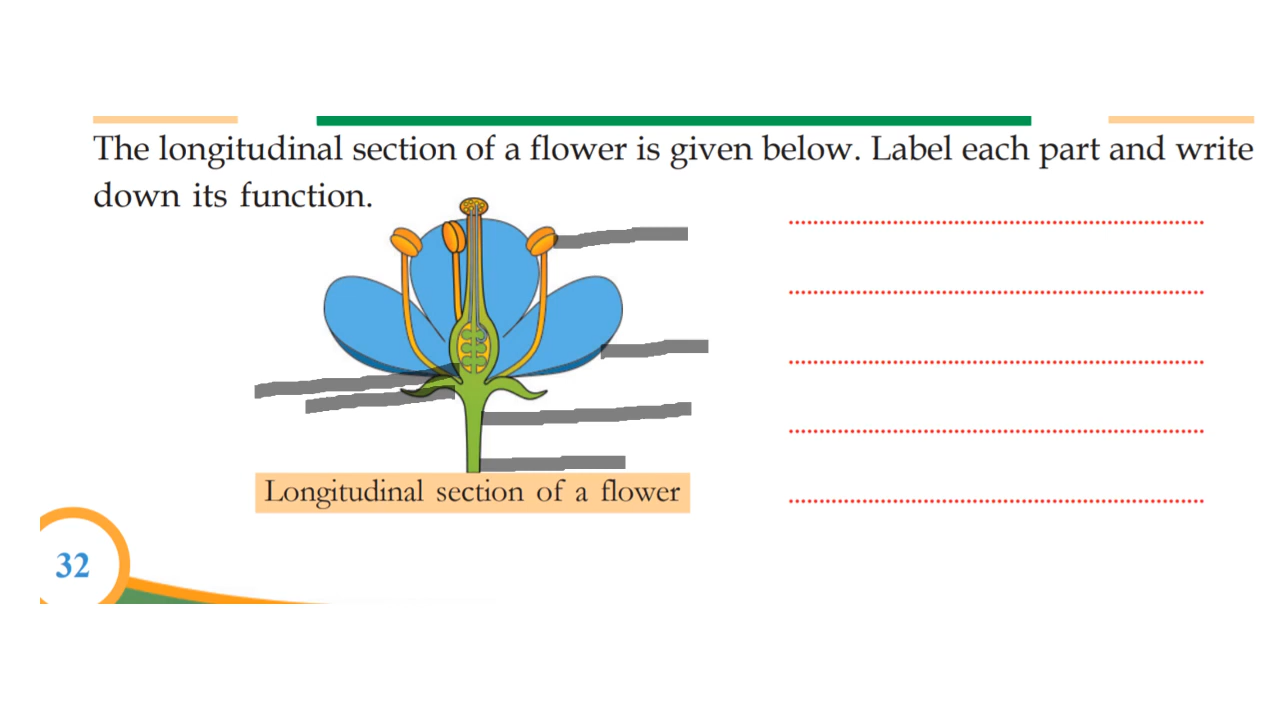 The longitudinal section of a flower is given below. Label each part and write
down its function.
Longitudinal section of a flower
32